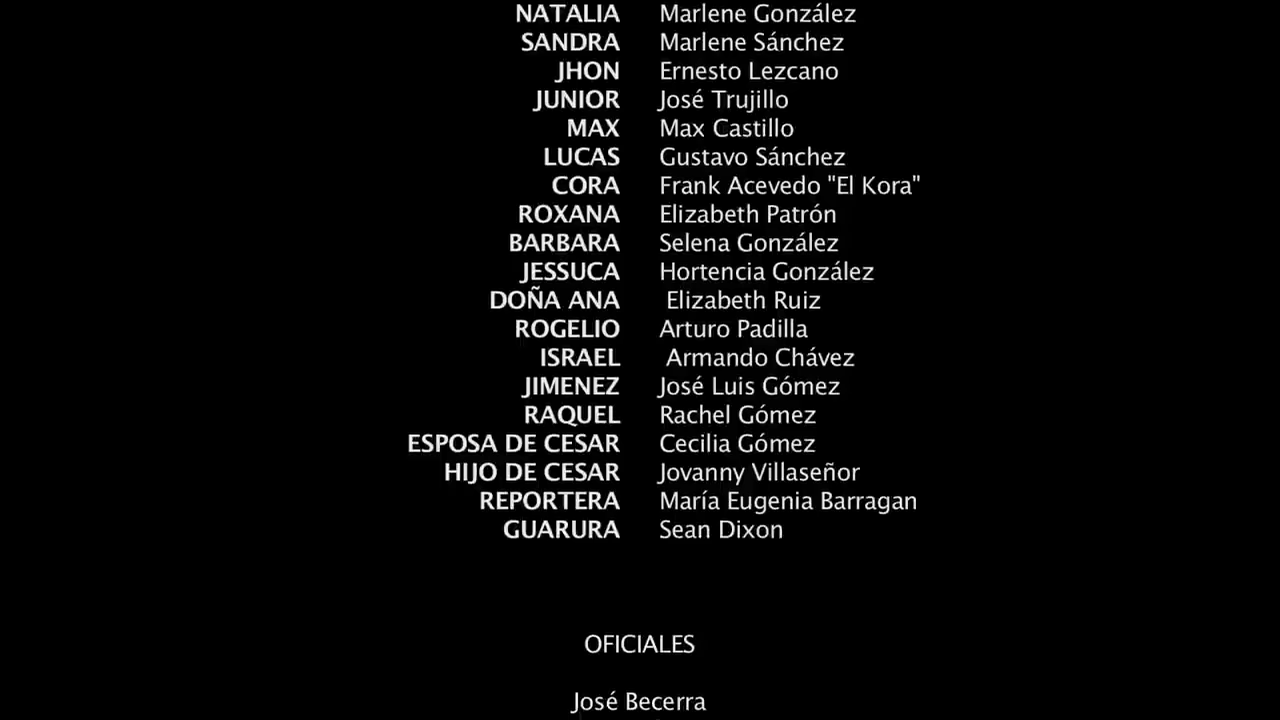 NATALIA Marlene González
SANDRA Marlene Sánchez
JHON Ernesto Lezcano
JUNIOR José Trujillo
MAX Max Castillo
LUCAS Gustavo Sánchez
CORA Frank Acevedo "El Kora"
ROXANA Elizabeth Patrón
BARBARA Selena González
JESSUCA Hortencia González
DOÑA ANA Elizabeth Ruiz
ROGELIO Arturo Padilla
ISRAEL Armando Chávez
JIMENEZ José Luis Gómez
RAQUEL Rachel Gómez
ESPOSA DE CESAR Cecilia Gómez
HIJO DE CESAR Jovanny Villaseñor
REPORTERA María Eugenia Barragan
GUARURA Sean Dixon
OFICIALES
José Becerra